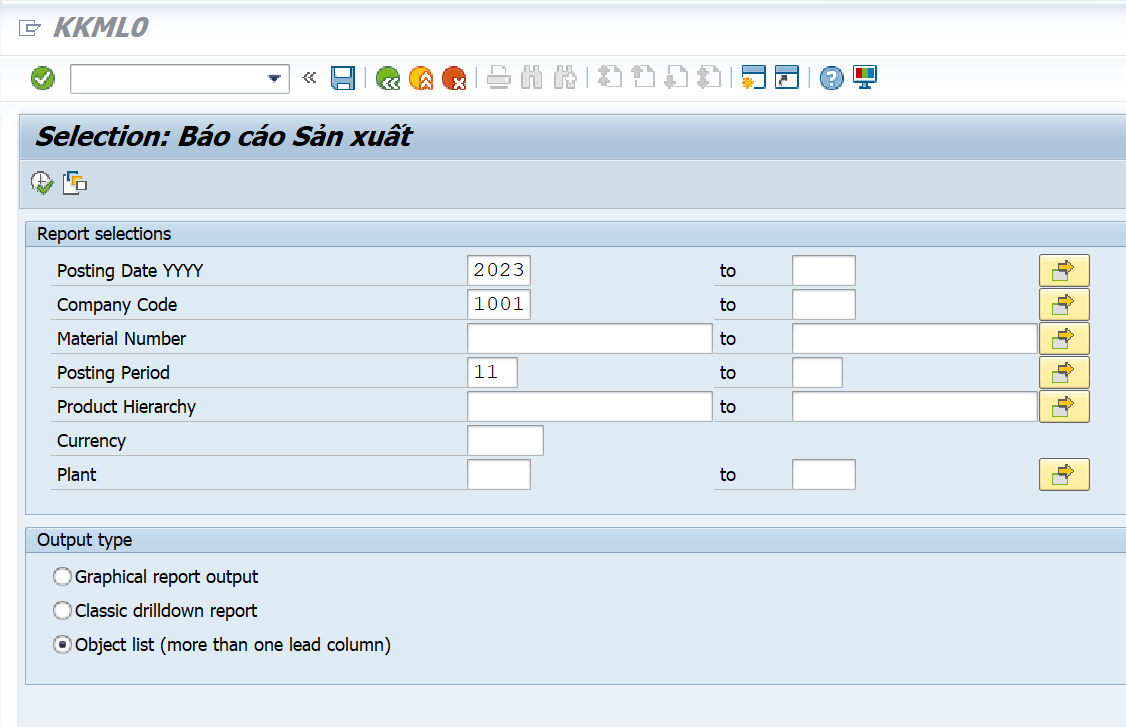 KKML0
Selection: Báo cáo Sản xuất
Report selections
Posting Date YYYY 2023 to
Company Code 1001 to
Material Number to
Posting Period 11 to
Product Hierarchy to
Currency
Plant to
Output type
Graphical report output
Classic drilldown report
Object list (more than one lead column)